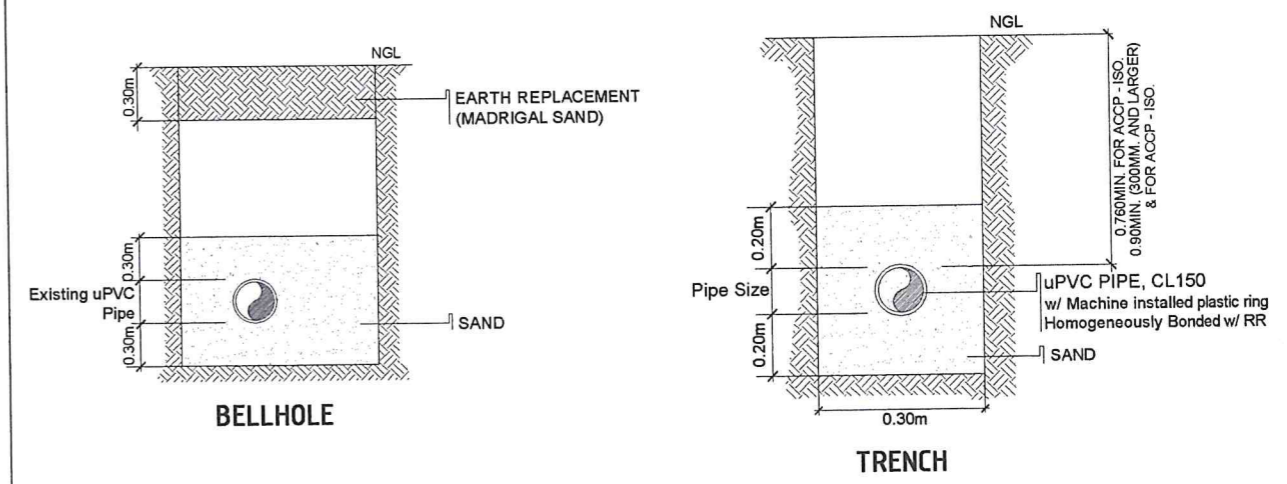 NGL
0.30m
EARTH REPLACEMENT
(MADRIGAL SAND)
0.30m
Existing uPVC
Pipe
0.30m
SAND
BELLHOLE
NGL
0.760MIN. FOR ACCP - ISO.
0.90MIN. (300MM. AND LARGER)
& FOR ACCP - ISO.
0.20m
Pipe Size
0.20m
uPVC PIPE, CL150
w/ Machine installed plastic ring
Homogeneously Bonded w/ RR
SAND
0.30m
TRENCH